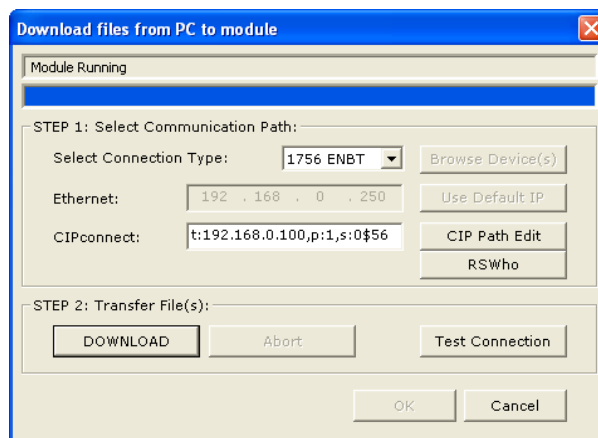 Download files from PC to module
Module Running
STEP 1: Select Communication Path:
Select Connection Type: 1756 ENBT Browse Device(s)
Ethernet: 192 . 168 . 0 . 250 Use Default IP
CIPconnect: t:192.168.0.100,p:1,s:0$56 CIP Path Edit
RSWho
STEP 2: Transfer File(s):
DOWNLOAD Abort Test Connection
OK Cancel